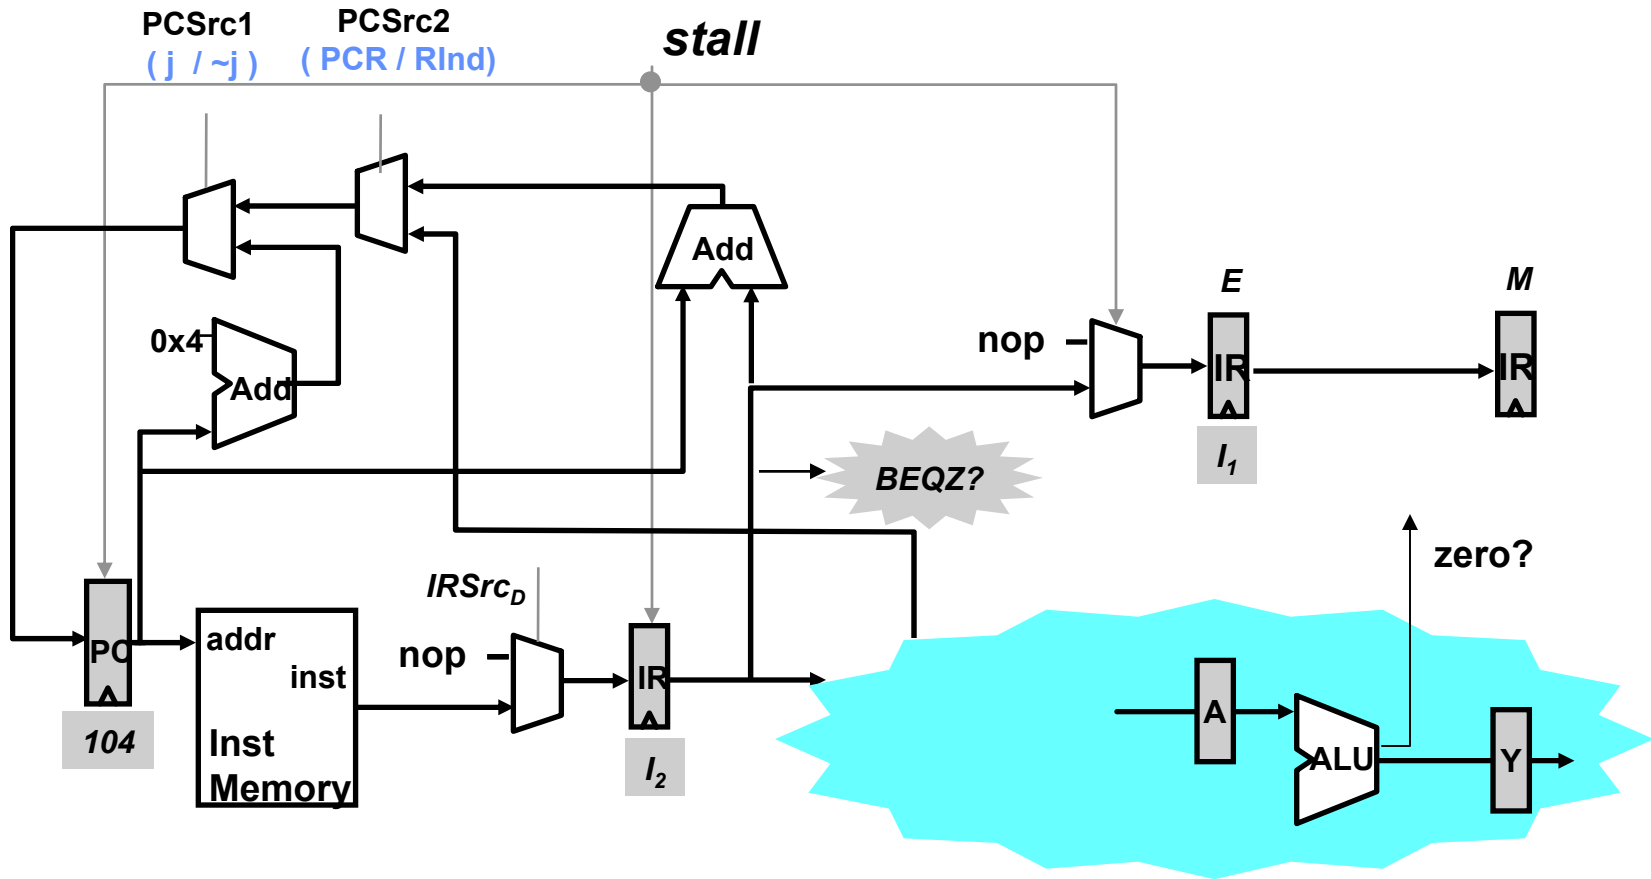 PCSrc1
( j / ~j )
PCSrc2
( PCR / RInd)
stall
Add
0x4
Add
nop
E
IR
I1
M
IR
BEQZ?
zero?
IRSrcD
nop
IR
I2
PC
104
addr
inst
Inst
Memory
A
ALU
Y